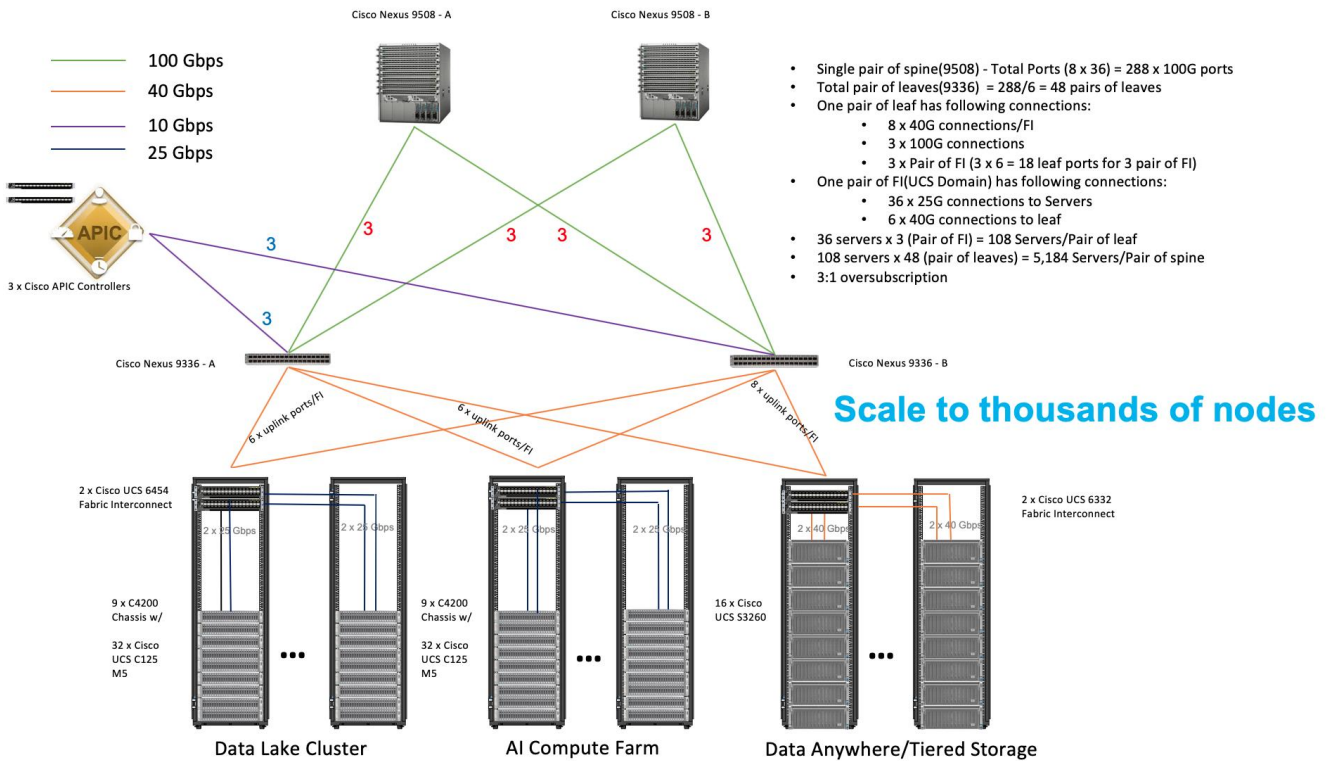 Cisco Nexus 9508 - A
Cisco Nexus 9508 - B
100 Gbps
40 Gbps
10 Gbps
25 Gbps
• Single pair of spine(9508) - Total Ports (8 x 36) = 288 x 100G ports
• Total pair of leaves(9336) = 288/6 = 48 pairs of leaves
• One pair of leaf has following connections:
• 8 x 40G connections/FI
• 3 x 100G connections
• 3 x Pair of FI (3 x 6 = 18 leaf ports for 3 pair of FI)
• One pair of FI(UCS Domain) has following connections:
• 36 x 25G connections to Servers
• 6 x 40G connections to leaf
• 36 servers x 3 (Pair of FI) = 108 Servers/Pair of leaf
• 108 servers x 48 (pair of leaves) = 5,184 Servers/Pair of spine
• 3:1 oversubscription
APIC
3 x Cisco APIC Controllers
3
3
3
3
3
3
Cisco Nexus 9336 - A
Cisco Nexus 9336 - B
6 x uplink ports/FI
6 x uplink ports/FI
8 x uplink ports/FI
Scale to thousands of nodes
2 x Cisco UCS 6454
Fabric Interconnect
2 x 25 Gbps
2 x 25 Gbps
2 x 25 Gbps
2 x 25 Gbps
2 x 40 Gbps
2 x 40 Gbps
2 x Cisco UCS 6332
Fabric Interconnect
9 x C4200
Chassis w/
32 x Cisco
UCS C125
M5
...
9 x C4200
Chassis w/
32 x Cisco
UCS C125
M5
...
16 x Cisco
UCS S3260
...
Data Lake Cluster
AI Compute Farm
Data Anywhere/Tiered Storage